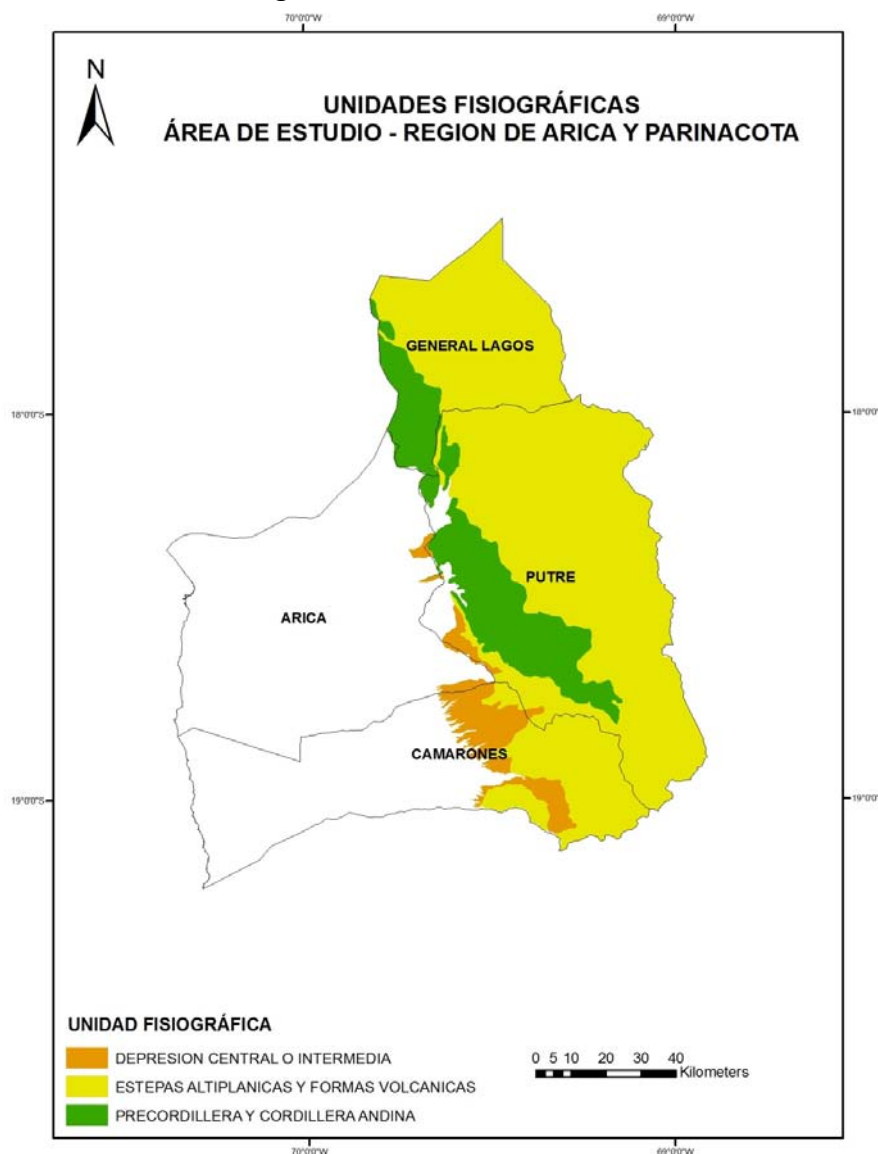 70°0'0"W 69°0'0"W
N
UNIDADES FISIOGRÁFICAS
ÁREA DE ESTUDIO - REGION DE ARICA Y PARINACOTA
GENERAL LAGOS
18°0'0"S 18°0'0"
PUTRE
ARICA
CAMARONES
19°0'0"S 19°0'0"
UNIDAD FISIOGRÁFICA
DEPRESION CENTRAL O INTERMEDIA
ESTEPAS ALTIPLANICAS Y FORMAS VOLCANICAS
PRECORDILLERA Y CORDILLERA ANDINA
0 5 10 20 30 40
Kilometers
70°0'0"W 69°0'0"W